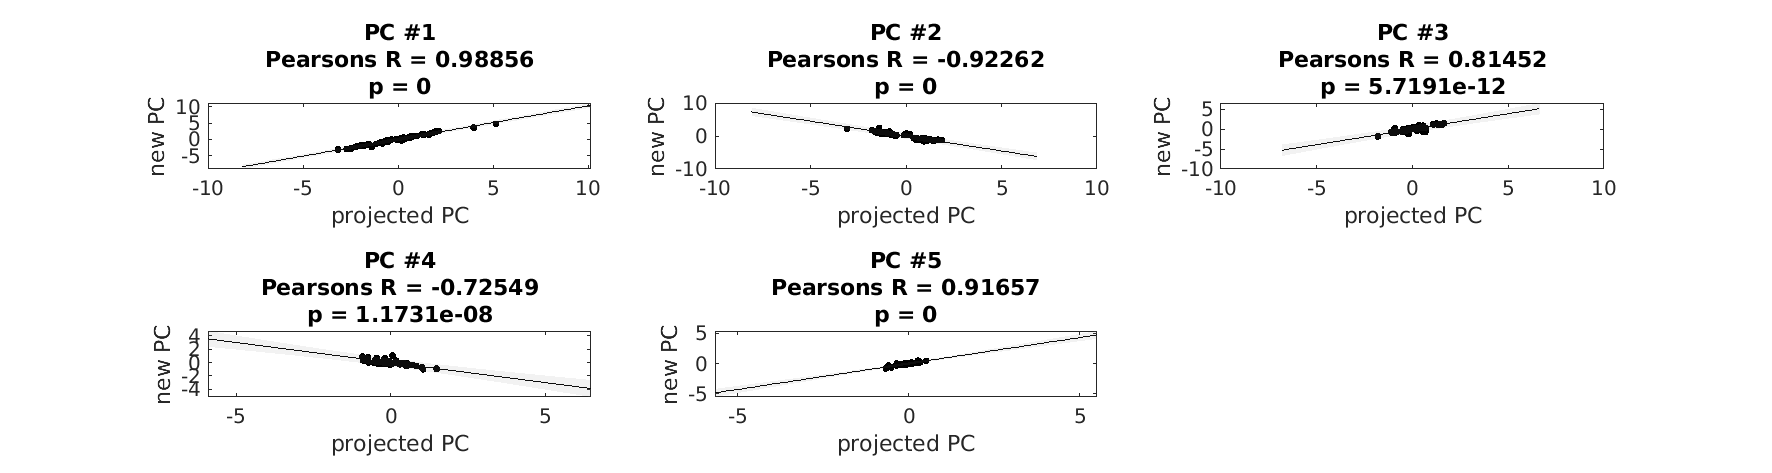 PC #1
Pearsons R = 0.98856
p = 0
new PC
10
5
0
-5
-10
-5
0
5
10
projected PC
PC #2
Pearsons R = -0.92262
p = 0
new PC
10
0
-10
-10
-5
0
5
10
projected PC
PC #3
Pearsons R = 0.81452
p = 5.7191e-12
new PC
5
0
-5
-10
-10
-5
0
5
10
projected PC
PC #4
Pearsons R = -0.72549
p = 1.1731e-08
new PC
4
2
0
-2
-4
-5
0
5
projected PC
PC #5
Pearsons R = 0.91657
p = 0
new PC
5
0
-5
-5
0
5
projected PC